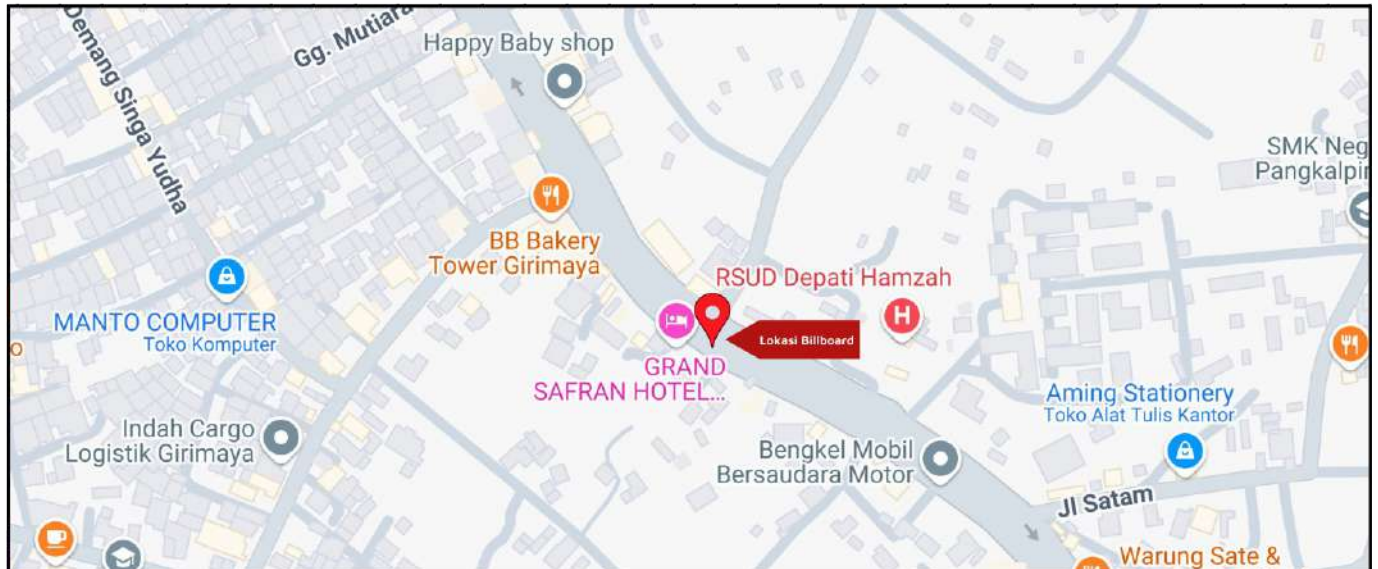 Demang Singa Yudha
Gg. Mutiara
Happy Baby shop
SMK Neg
Pangkalpin
BB Bakery
Tower Girimaya
RSUD Depati Hamzah
H
MANTO COMPUTER
Toko Komputer
o
Lokasi Billboard
GRAND
SAFRAN HOTEL...
Aming Stationery
Toko Alat Tulis Kantor
Indah Cargo
Logistik Girimaya
Bengkel Mobil
Bersaudara Motor
Jl Satam
Warung Sate &